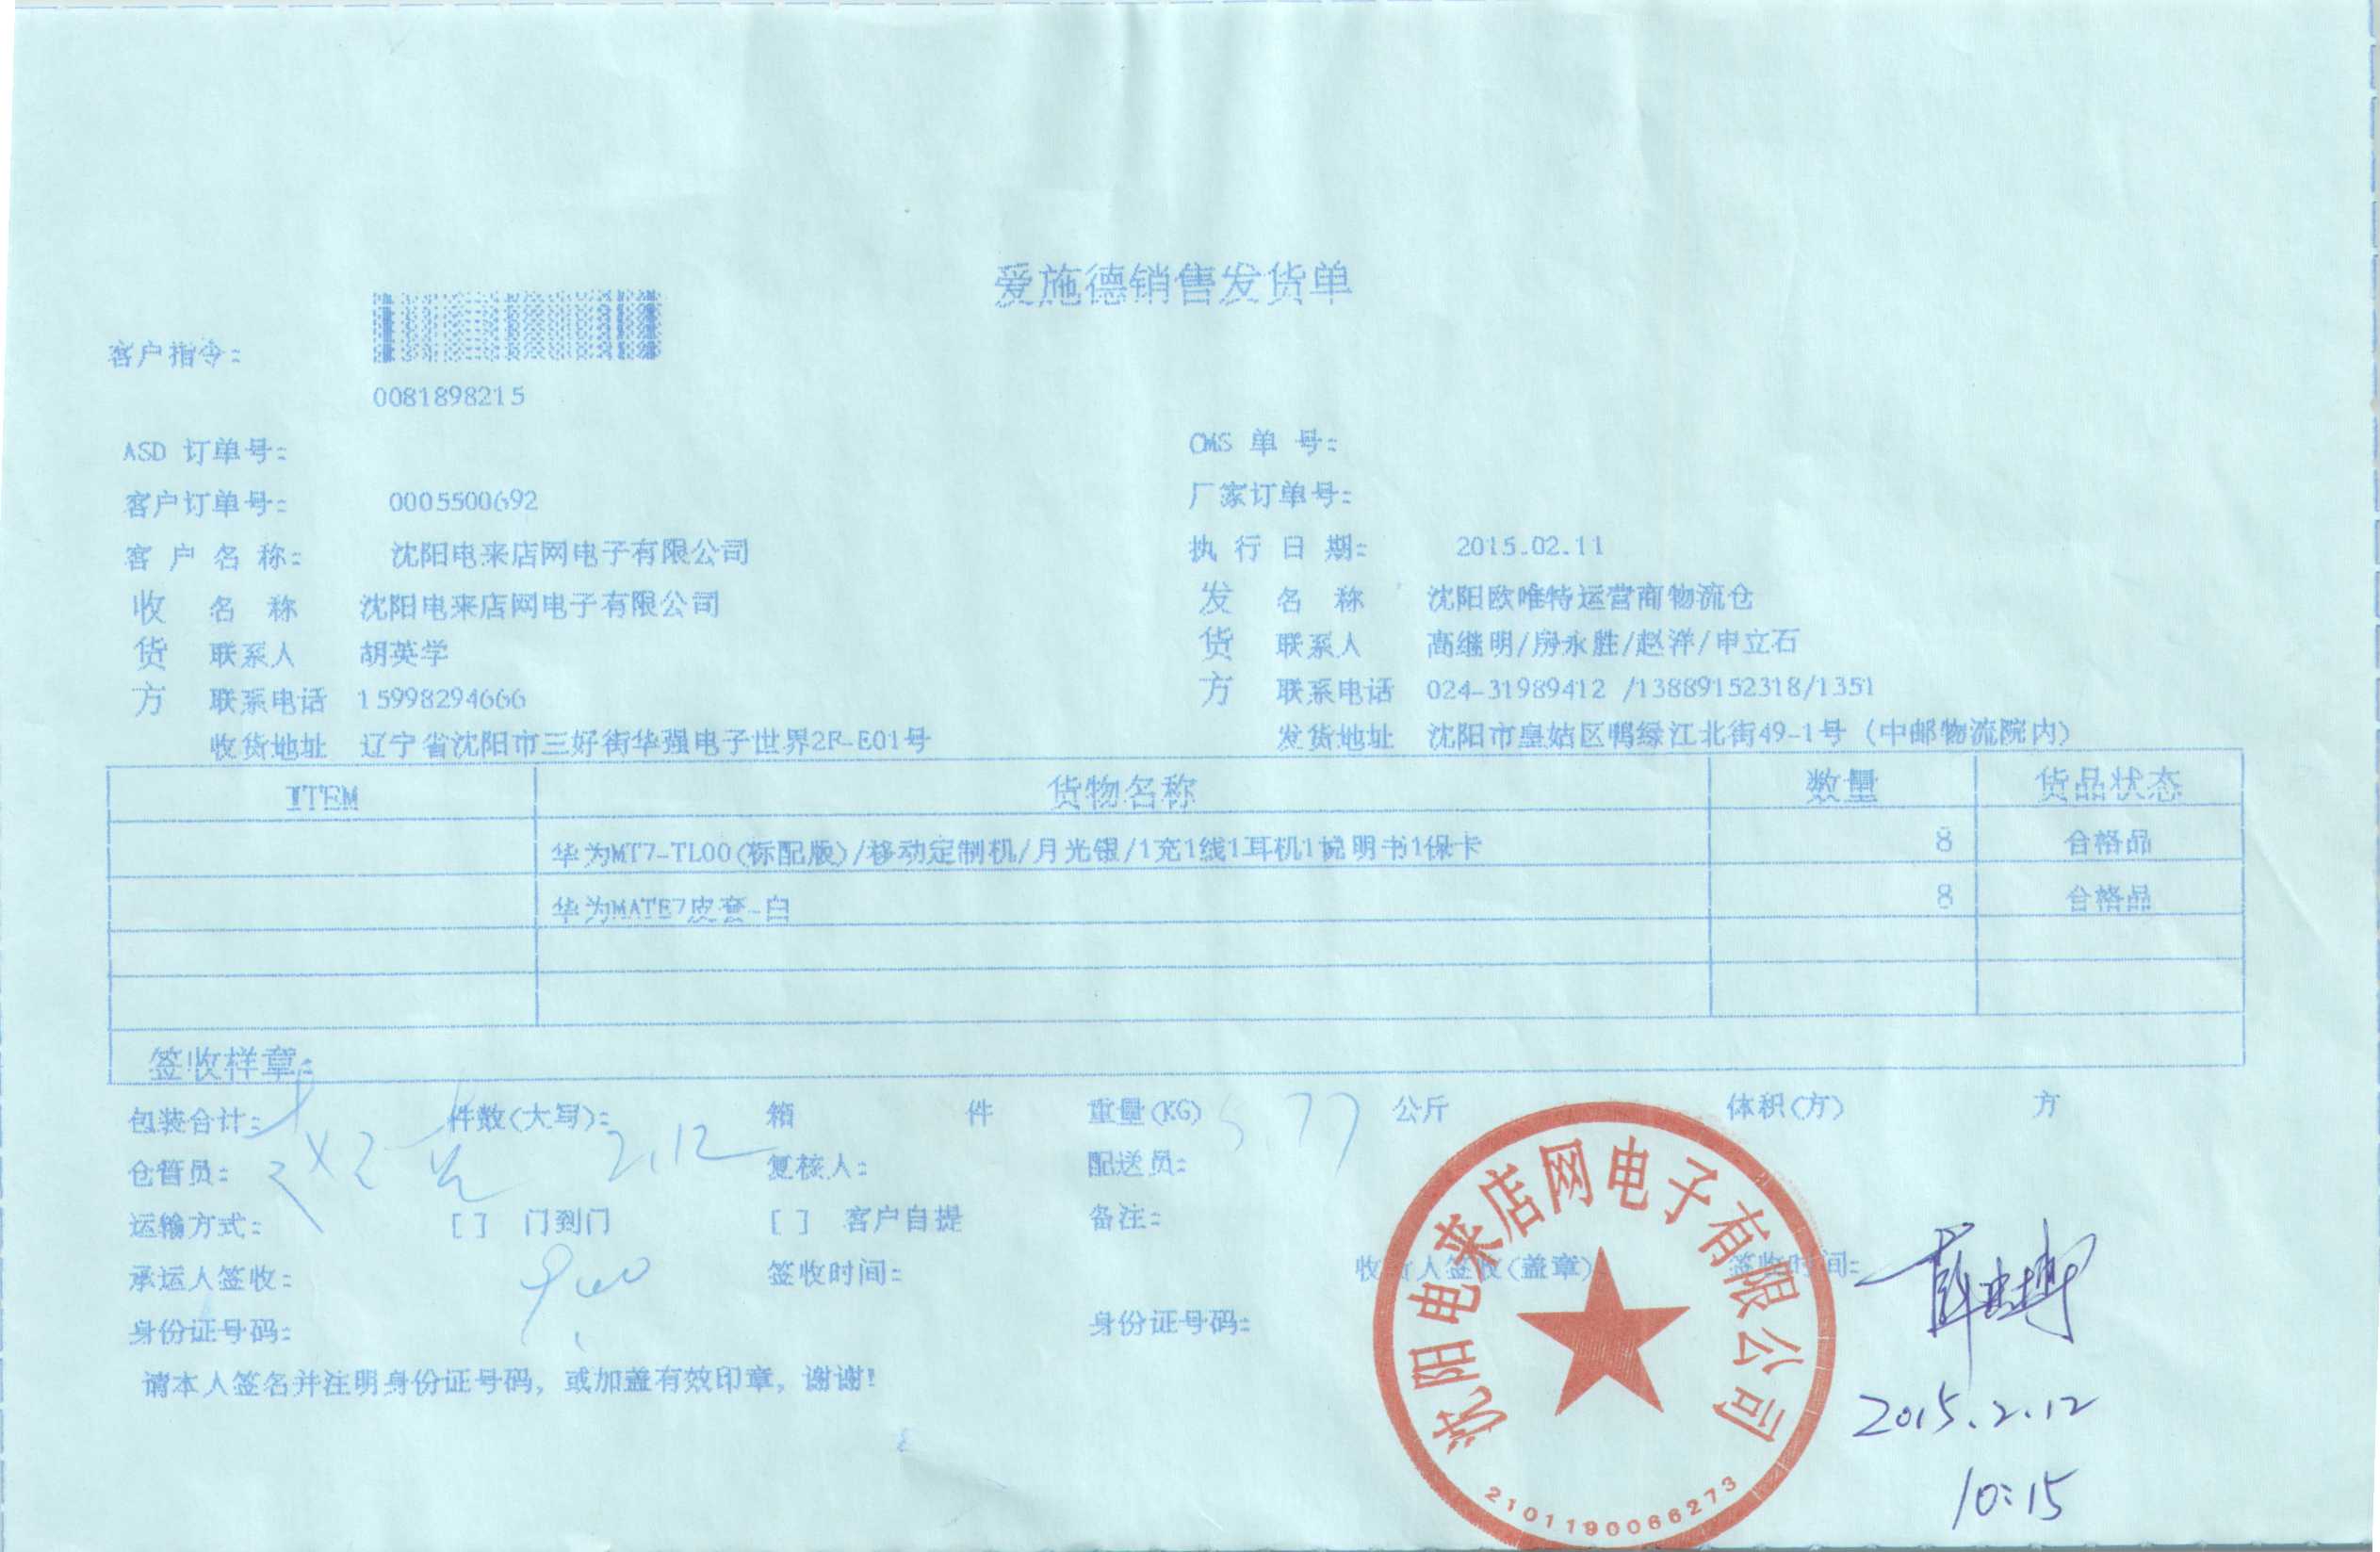 爱施德销售发货单
客户指令:
0081898215
ASD 订单号:
CMS 单 号:
客户订单号: 0005500692
厂家订单号:
客 户 名 称: 沈阳电来店网电子有限公司
执 行 日 期: 2015.02.11
收货方
名 称 沈阳电来店网电子有限公司
联系人 胡英学
联系电话 15998294666
收货地址 辽宁省沈阳市三好街华强电子世界2F-E01号
发货方
名 称 沈阳欧唯特运营商物流仓
联系人 高继明/房永胜/赵洋/申立石
联系电话 024-31989412 /13889152318/1351
发货地址 沈阳市皇姑区鸭绿江北街49-1号 (中邮物流院内)
ITEM 货物名称 数量 货品状态
华为MT7-TL00(标配版)/移动定制机/月光银/1充1线1耳机1说明书1保卡 8 合格品
华为MATE7皮套-白 8 合格品
签收样章:
包装合计: 件数(大写): 箱 件 重量(KG) 5.77 公斤 体积(方) 方
仓管员: 2.12 复核人: 配送员:
运输方式: [ ] 门到门 [ ] 客户自提 备注:
承运人签收: 签收时间: 收货人签收(盖章) 签收时间:
身份证号码: 身份证号码:
请本人签名并注明身份证号码, 或加盖有效印章, 谢谢!
沈阳电来店网电子有限公司
2101190066273
2015.2.12
10:15